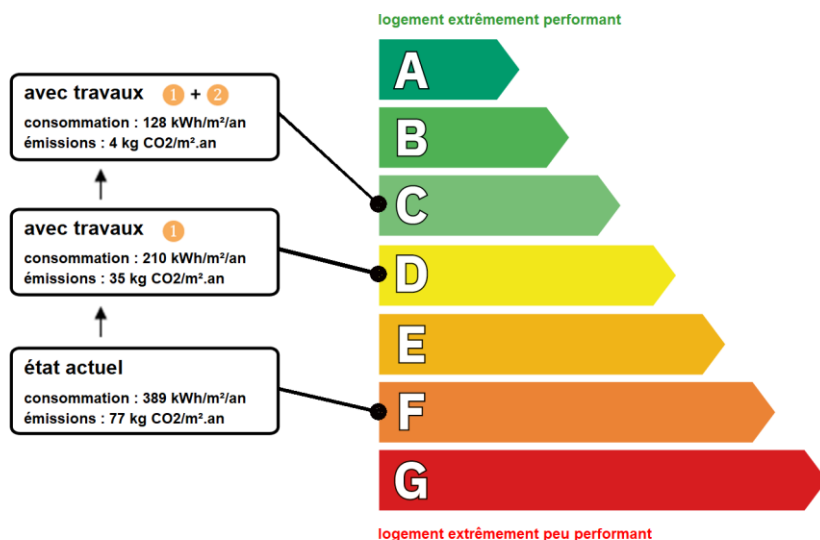 logement extrêmement performant
avec travaux 1 + 2
consommation : 128 kWh/m²/an
émissions : 4 kg CO2/m².an
avec travaux 1
consommation : 210 kWh/m²/an
émissions : 35 kg CO2/m².an
état actuel
consommation : 389 kWh/m²/an
émissions : 77 kg CO2/m².an
A
B
C
D
E
F
G
logement extrêmement peu performant